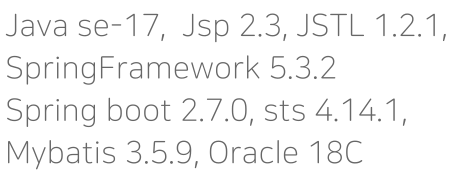 Java se-17,  Jsp 2.3, JSTL 1.2.1,
SpringFramework 5.3.2
Spring boot 2.7.0, sts 4.14.1,
Mybatis 3.5.9, Oracle 18C